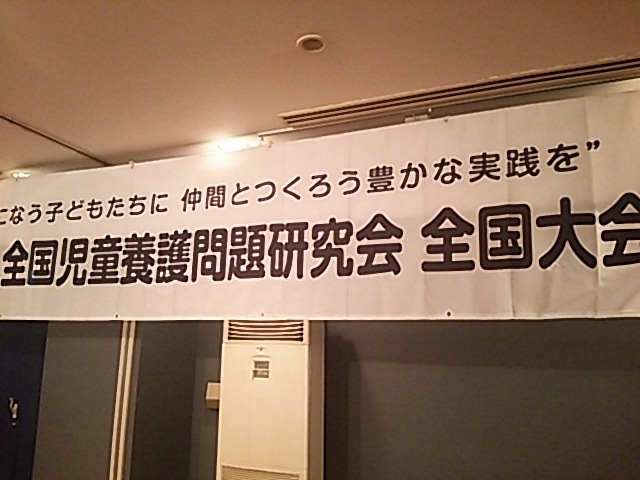 になう子どもたちに 仲間とつくろう豊かな実践を”
全国児童養護問題研究会 全国大会